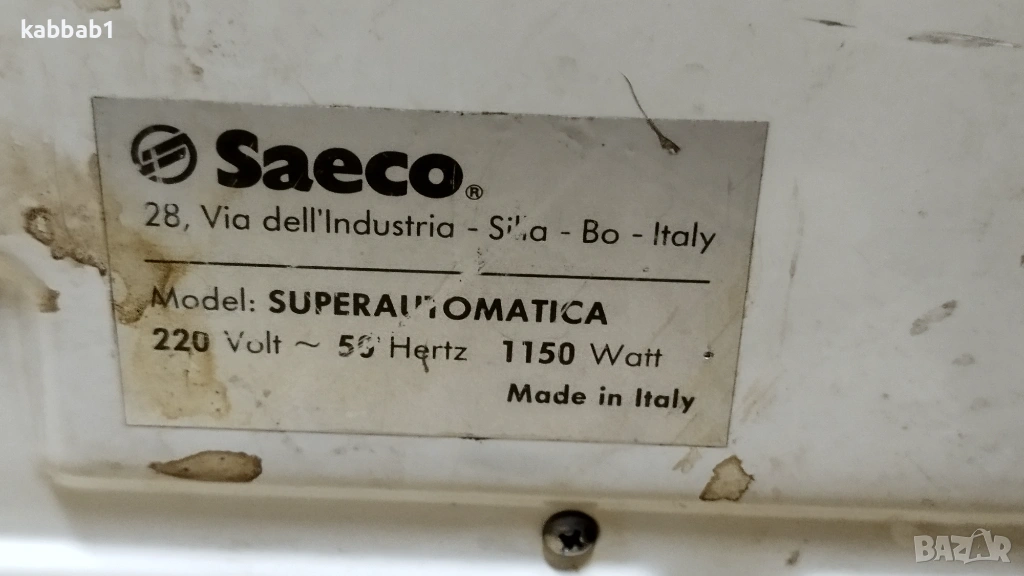 kabbab1
Saeco®
28, Via dell'Industria - - Bo - Italy
Model: SUPERAUTOMATICA
220 Volt ~ 50 Hertz 1150 Watt
Made in Italy
BAZAR